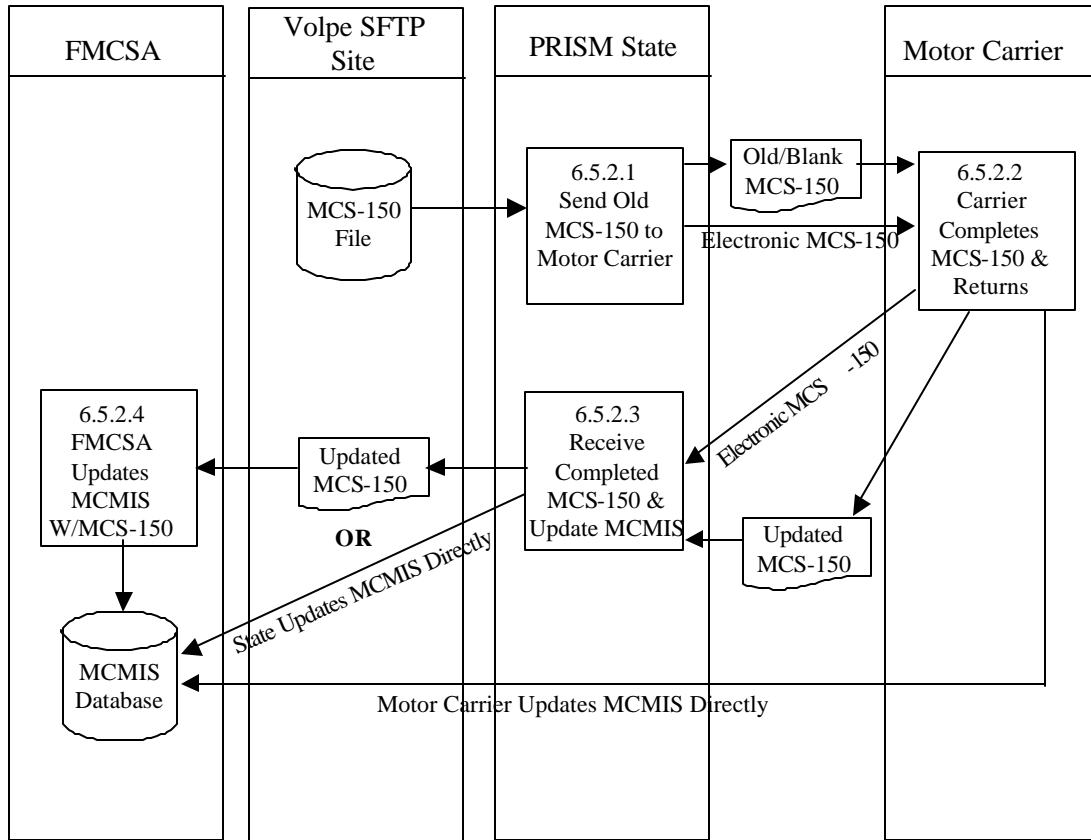 FMCSA
Volpe SFTP
Site
PRISM State
Motor Carrier
MCS-150
File
6.5.2.1
Send Old
MCS-150 to
Motor Carrier
Old/Blank
MCS-150
Electronic MCS-150
6.5.2.2
Carrier
Completes
MCS-150 &
Returns
6.5.2.4
FMCSA
Updates
MCMIS
W/MCS-150
Updated
MCS-150
OR
6.5.2.3
Receive
Completed
MCS-150 &
Update MCMIS
Electronic MCS -150
Updated
MCS-150
State Updates MCMIS Directly
MCMIS
Database
Motor Carrier Updates MCMIS Directly